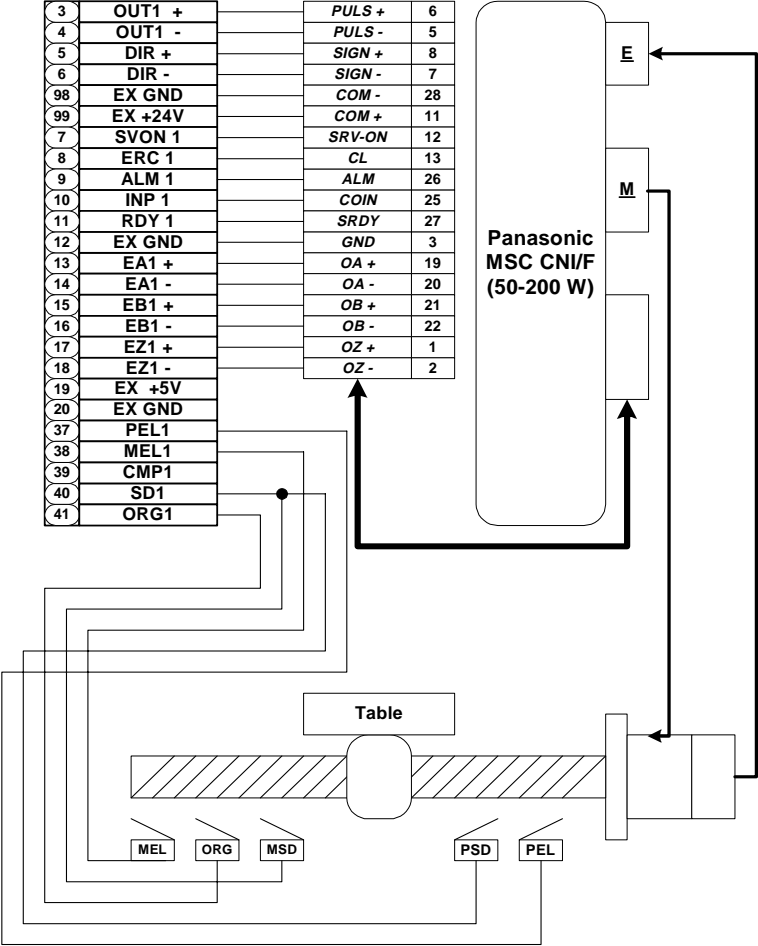 3 OUT1 + PULS + 6
4 OUT1 - PULS - 5
5 DIR + SIGN + 8
6 DIR - SIGN - 7
98 EX GND COM - 28
99 EX +24V COM + 11
7 SVON 1 SRV-ON 12
8 ERC 1 CL 13
9 ALM 1 ALM 26
10 INP 1 COIN 25
11 RDY 1 SRDY 27
12 EX GND GND 3
13 EA1 + OA + 19
14 EA1 - OA - 20
15 EB1 + OB + 21
16 EB1 - OB - 22
17 EZ1 + OZ + 1
18 EZ1 - OZ - 2
19 EX +5V
20 EX GND
37 PEL1
38 MEL1
39 CMP1
40 SD1
41 ORG1
E
M
Panasonic
MSC CNI/F
(50-200 W)
Table
MEL ORG MSD PSD PEL